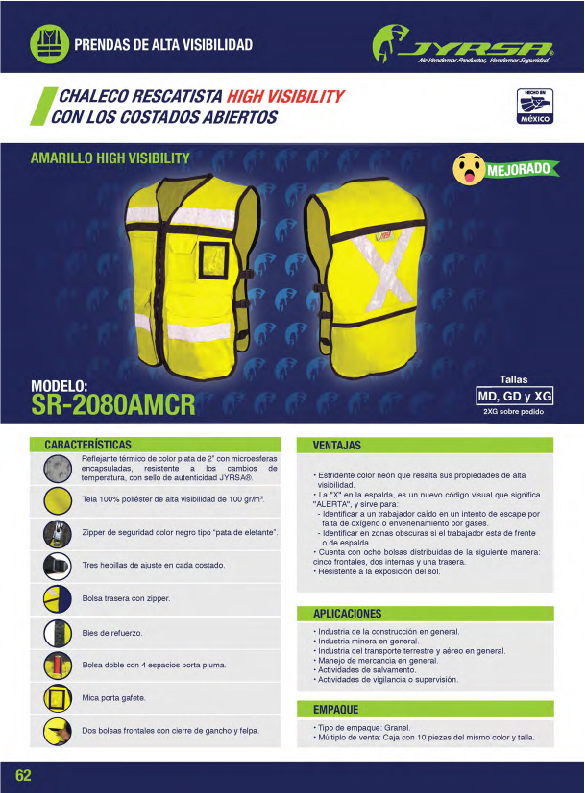 PRENDAS DE ALTA VISIBILIDAD
JYRSA®
No Vendemos Productos, Vendemos Seguridad
CHALECO RESCATISTA HIGH VISIBILITY
CON LOS COSTADOS ABIERTOS
HECHO EN
MÉXICO
AMARILLO HIGH VISIBILITY
MEJORADO
MODELO:
SR-2080AMCR
Tallas
MD, GD y XG
2XG sobre pedido
CARACTERÍSTICAS
Reflejante térmico de color plata de 2" con microesferas
encapsuladas, resistente a los cambios de
temperatura, con sello de autenticidad JYRSA®.
Tela 100% poliéster de alta visibilidad de 100 gr/m².
Zipper de seguridad color negro tipo "pata de elefante".
Tres hebillas de ajuste en cada costado.
Bolsa trasera con zipper.
Bies de refuerzo.
Bolsa doble con 4 espacios porta pluma.
Mica porta gafete.
Dos bolsas frontales con cierre de gancho y felpa.
VENTAJAS
• Estridente color neón que resalta sus propiedades de alta
visibilidad.
• La "X" en la espalda, es un nuevo código visual que significa
"ALERTA", y sirve para:
- Identificar a un trabajador caído en un intento de escape por
falta de oxígeno o envenenamiento por gases.
- Identificar en zonas obscuras si el trabajador está de frente
o de espalda.
• Cuenta con ocho bolsas distribuidas de la siguiente manera:
cinco frontales, dos internas y una trasera.
• Resistente a la exposición del sol.
APLICACIONES
• Industria de la construcción en general.
• Industria minera en general.
• Industria del transporte terrestre y aéreo en general.
• Manejo de mercancía en general.
• Actividades de salvamento.
• Actividades de vigilancia o supervisión.
EMPAQUE
• Tipo de empaque: Granel.
• Múltiplo de venta: Caja con 10 piezas del mismo color y talla.
62